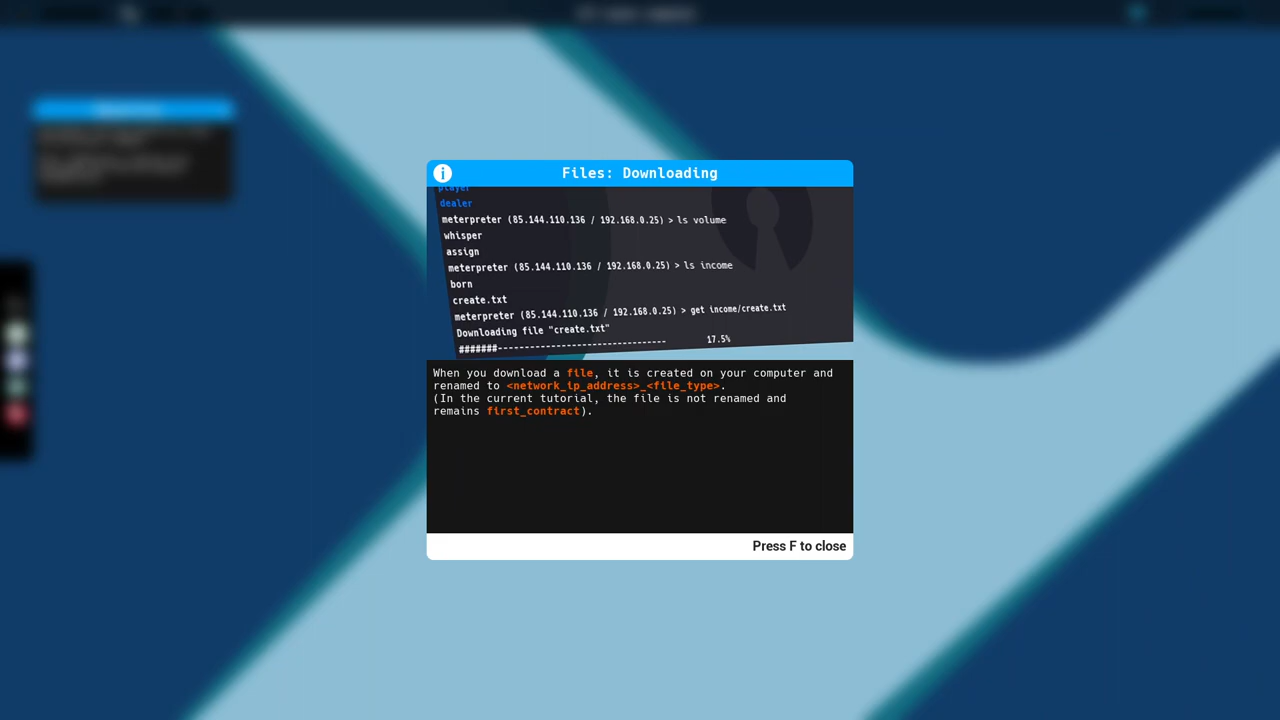 Files: Downloading
player
dealer
meterpreter (85.144.110.136 / 192.168.0.25) > ls volume
whisper
assign
meterpreter (85.144.110.136 / 192.168.0.25) > ls income
born
create.txt
meterpreter (85.144.110.136 / 192.168.0.25) > get income/create.txt
Downloading file "create.txt"
#######-------------------------------- 17.5%
When you download a file, it is created on your computer and
renamed to <network_ip_address>_<file_type>.
(In the current tutorial, the file is not renamed and
remains first_contract).
Press F to close